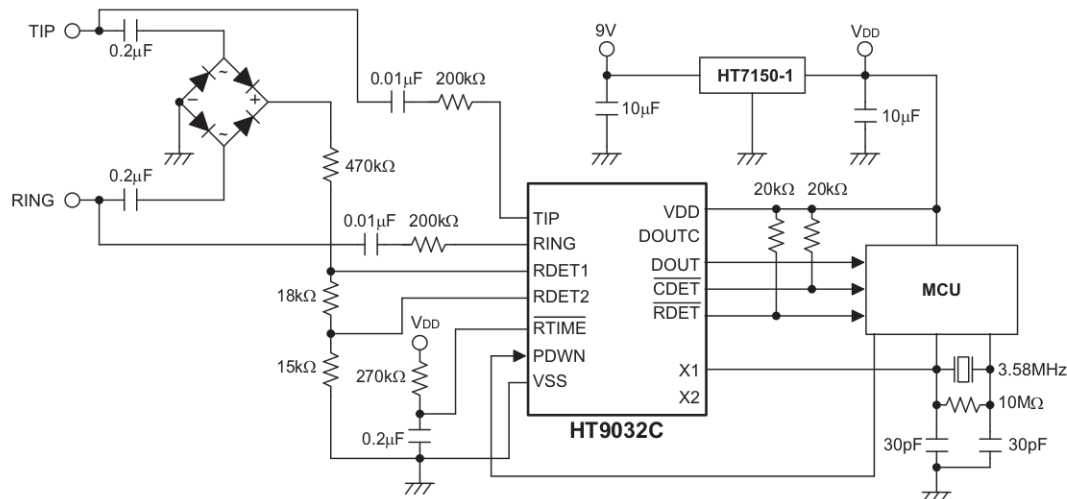 TIP
0.2μF
0.01μF
200kΩ
9V
HT7150-1
VDD
10μF
10μF
~
−
+
~
470kΩ
RING
0.2μF
0.01μF
200kΩ
20kΩ
20kΩ
TIP
RING
RDET1
RDET2
RTIME
PDWN
VSS
VDD
DOUTC
DOUT
CDET
RDET
X1
X2
HT9032C
MCU
18kΩ
15kΩ
VDD
270kΩ
0.2μF
3.58MHz
10MΩ
30pF
30pF